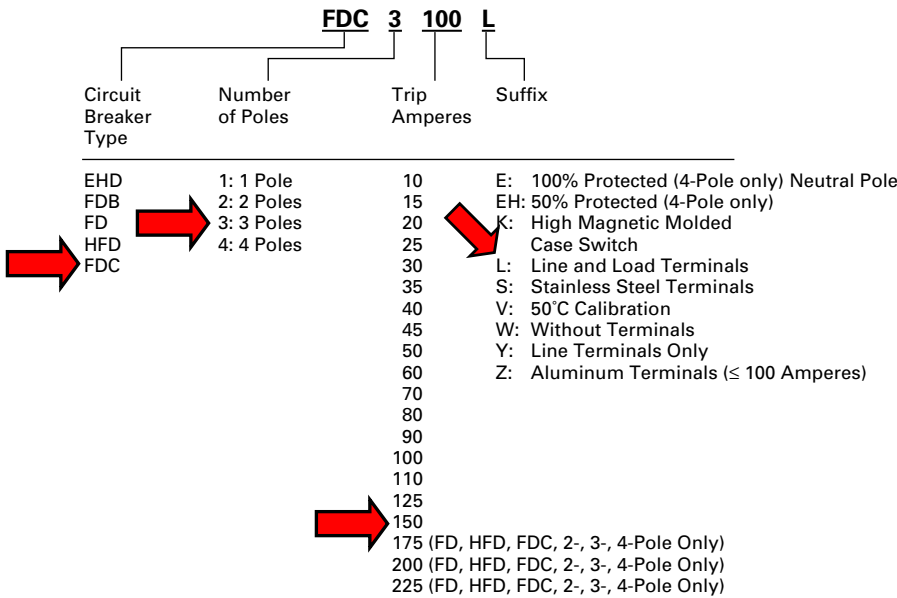 FDC 3 100 L
Circuit Breaker Type
Number of Poles
Trip Amperes
Suffix
EHD
FDB
FD
HFD
FDC
1: 1 Pole
2: 2 Poles
3: 3 Poles
4: 4 Poles
10
15
20
25
30
35
40
45
50
60
70
80
90
100
110
125
150
175 (FD, HFD, FDC, 2-, 3-, 4-Pole Only)
200 (FD, HFD, FDC, 2-, 3-, 4-Pole Only)
225 (FD, HFD, FDC, 2-, 3-, 4-Pole Only)
E: 100% Protected (4-Pole only) Neutral Pole
EH: 50% Protected (4-Pole only)
K: High Magnetic Molded
Case Switch
L: Line and Load Terminals
S: Stainless Steel Terminals
V: 50°C Calibration
W: Without Terminals
Y: Line Terminals Only
Z: Aluminum Terminals (≤ 100 Amperes)